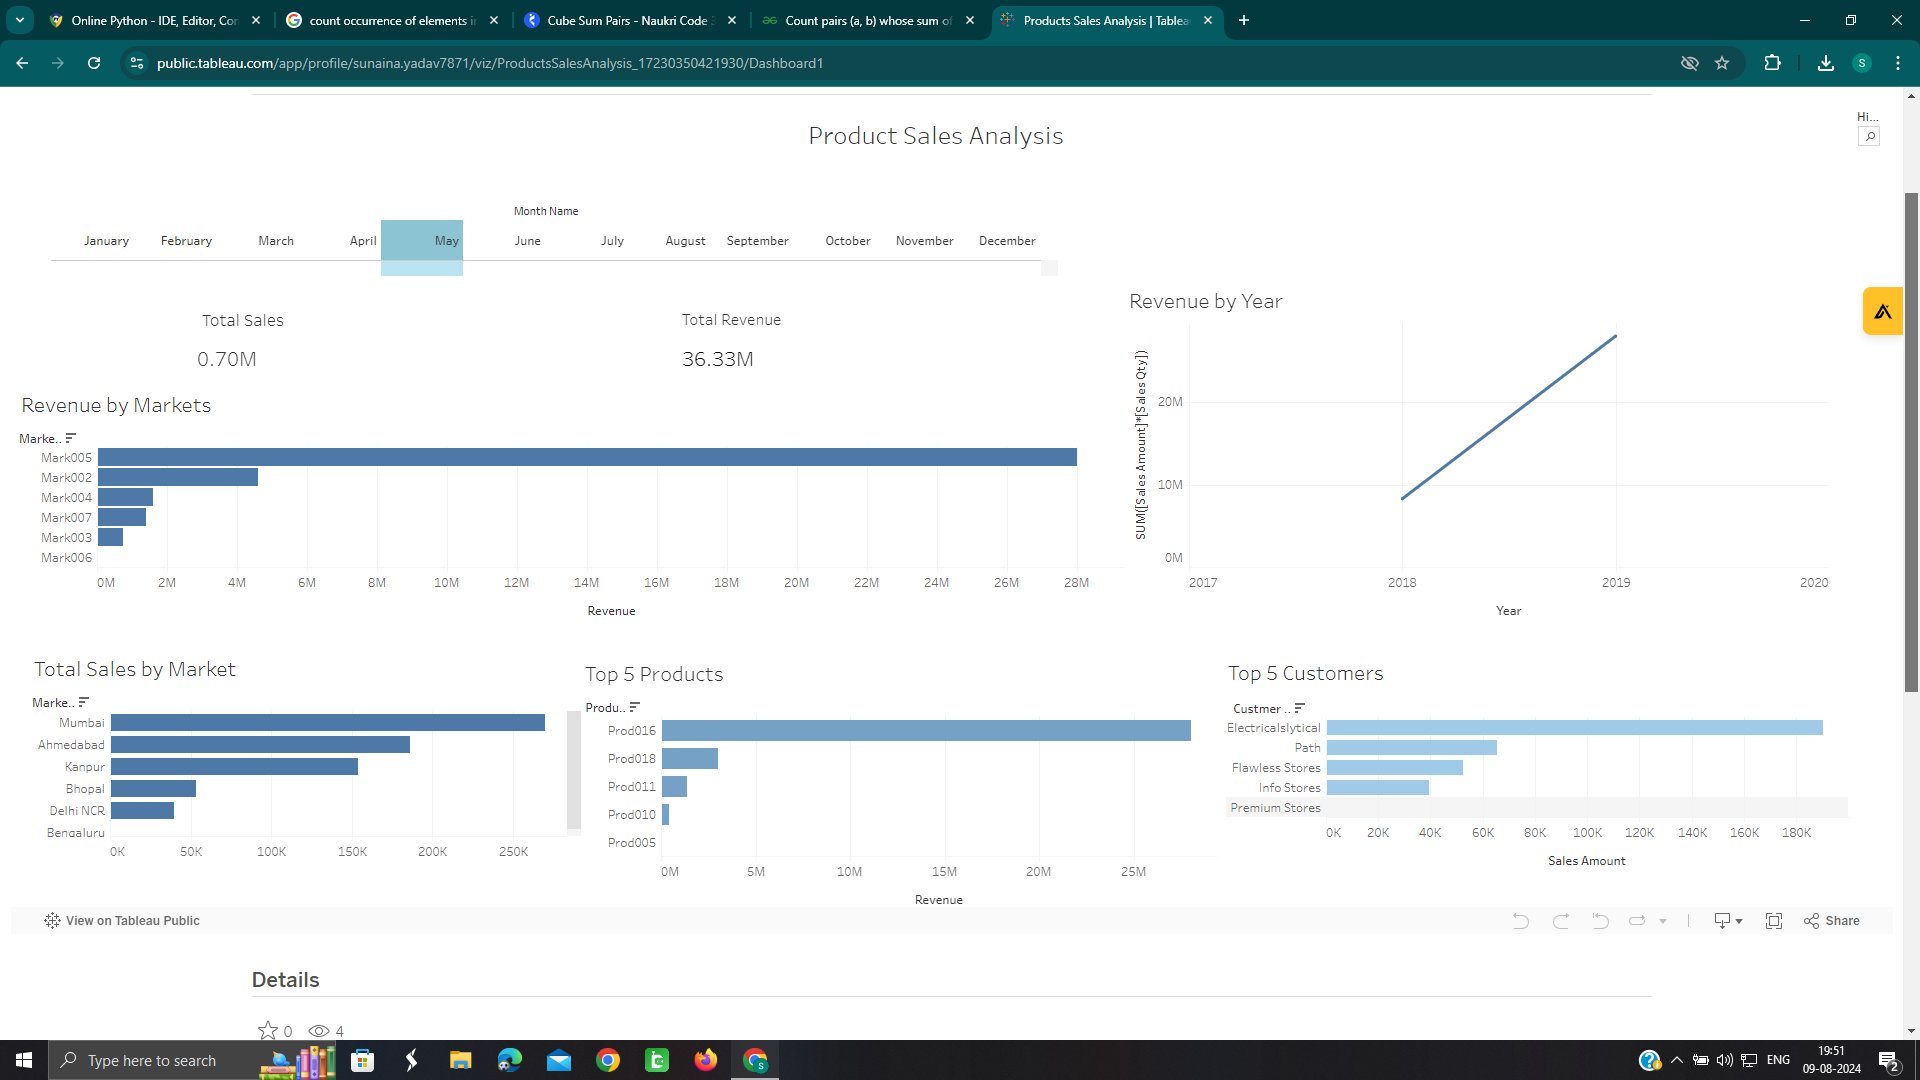 Online Python - IDE, Editor, Con
count occurrence of elements in
Cube Sum Pairs - Naukri Code 3
Count pairs (a, b) whose sum of
Products Sales Analysis | Tablea
public.tableau.com/app/profile/sunaina.yadav7871/viz/ProductsSalesAnalysis_17230350421930/Dashboard1
S
Product Sales Analysis
Hi...
Month Name
January February March April May June July August September October November December
Total Sales
0.70M
Total Revenue
36.33M
Revenue by Markets
Marke..
Mark005
Mark002
Mark004
Mark007
Mark003
Mark006
0M 2M 4M 6M 8M 10M 12M 14M 16M 18M 20M 22M 24M 26M 28M
Revenue
Revenue by Year
SUM([Sales Amount]*[Sales Qty])
20M
10M
0M
2017 2018 2019 2020
Year
Total Sales by Market
Marke..
Mumbai
Ahmedabad
Kanpur
Bhopal
Delhi NCR
Bengaluru
0K 50K 100K 150K 200K 250K
Top 5 Products
Produ..
Prod016
Prod018
Prod011
Prod010
Prod005
0M 5M 10M 15M 20M 25M
Revenue
Top 5 Customers
Custmer ..
Electricalslytical
Path
Flawless Stores
Info Stores
Premium Stores
0K 20K 40K 60K 80K 100K 120K 140K 160K 180K
Sales Amount
View on Tableau Public
Share
Details
0 4
Type here to search
ENG
19:51
09-08-2024
2